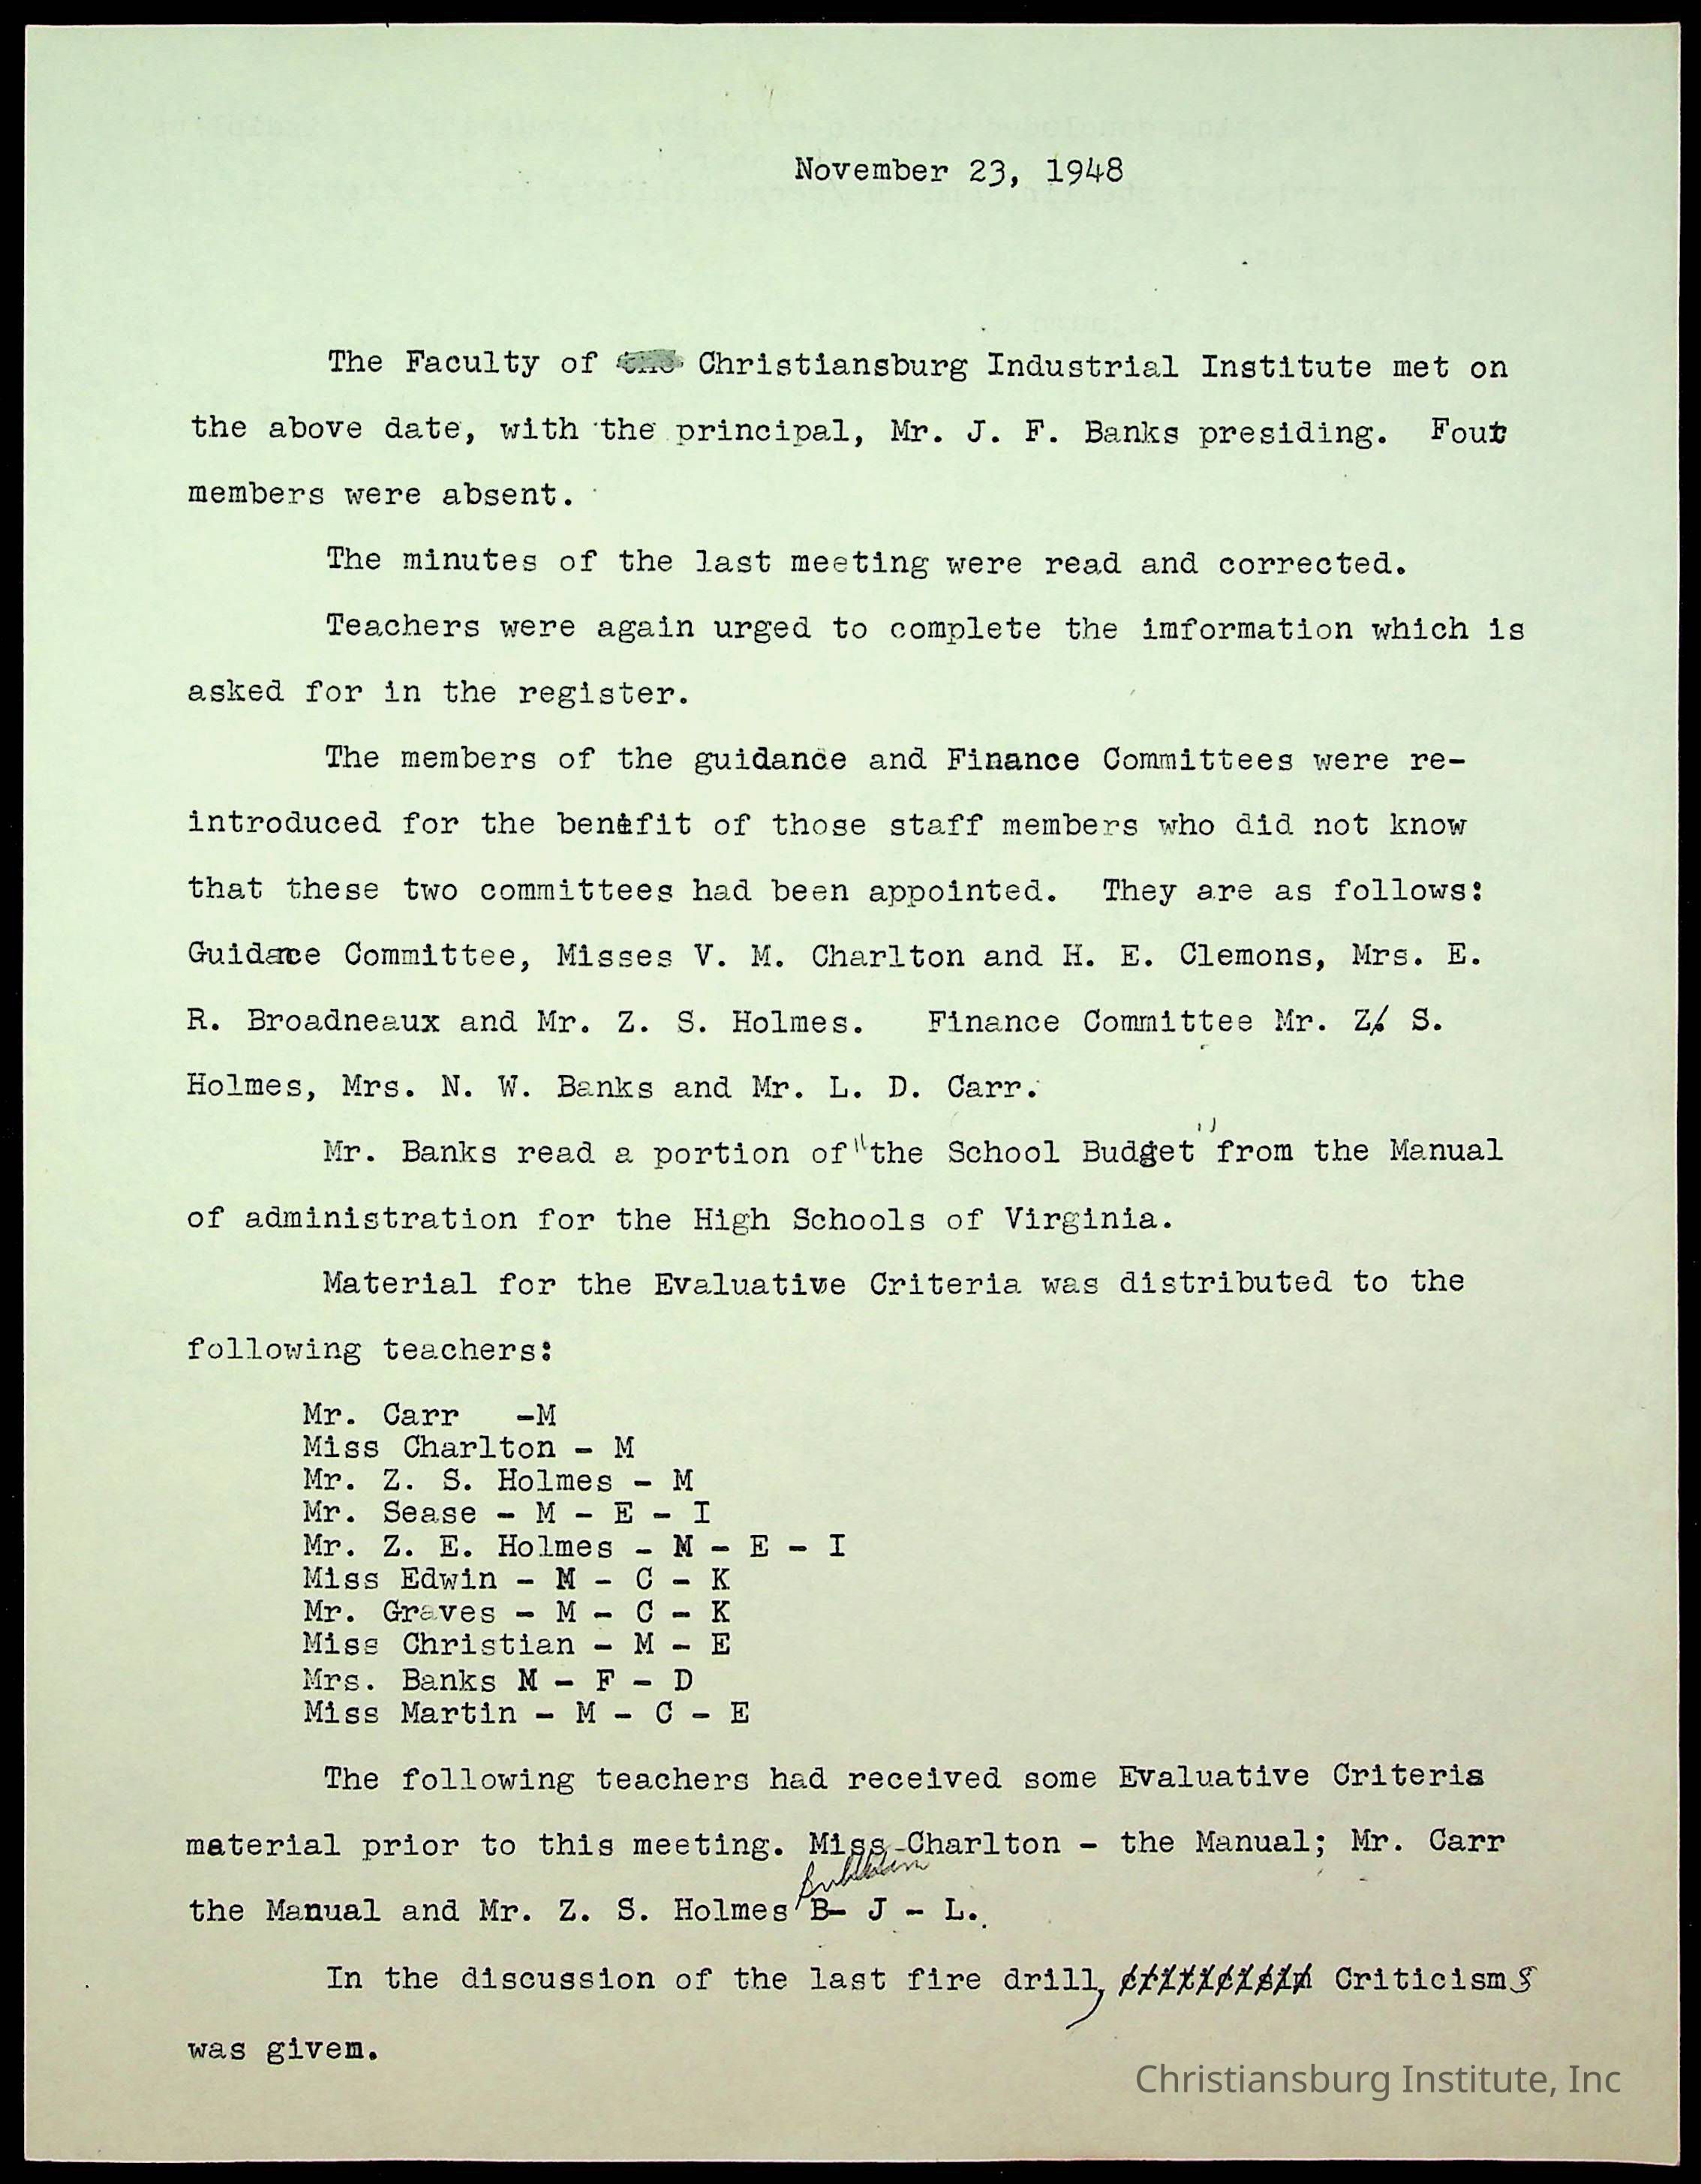 November 23, 1948
The Faculty of the Christiansburg Industrial Institute met on
the above date, with the principal, Mr. J. F. Banks presiding.  Four
members were absent.
The minutes of the last meeting were read and corrected.
Teachers were again urged to complete the imformation which is
asked for in the register.
The members of the guidance and Finance Committees were re-
introduced for the benefit of those staff members who did not know
that these two committees had been appointed.  They are as follows:
Guidance Committee, Misses V. M. Charlton and H. E. Clemons, Mrs. E.
R. Broadneaux and Mr. Z. S. Holmes.   Finance Committee Mr. Z. S.
Holmes, Mrs. N. W. Banks and Mr. L. D. Carr.
Mr. Banks read a portion of "the School Budget" from the Manual
of administration for the High Schools of Virginia.
Material for the Evaluative Criteria was distributed to the
following teachers:
Mr. Carr   -M
Miss Charlton - M
Mr. Z. S. Holmes - M
Mr. Sease - M - E - I
Mr. Z. E. Holmes - M - E - I
Miss Edwin - M - C - K
Mr. Graves - M - C - K
Miss Christian - M - E
Mrs. Banks M - F - D
Miss Martin - M - C - E
The following teachers had received some Evaluative Criteria
material prior to this meeting. Miss Charlton - the Manual; Mr. Carr
Bulletin
the Manual and Mr. Z. S. Holmes B- J - L.
In the discussion of the last fire drill, criticism Criticisms
was givem.
Christiansburg Institute, Inc